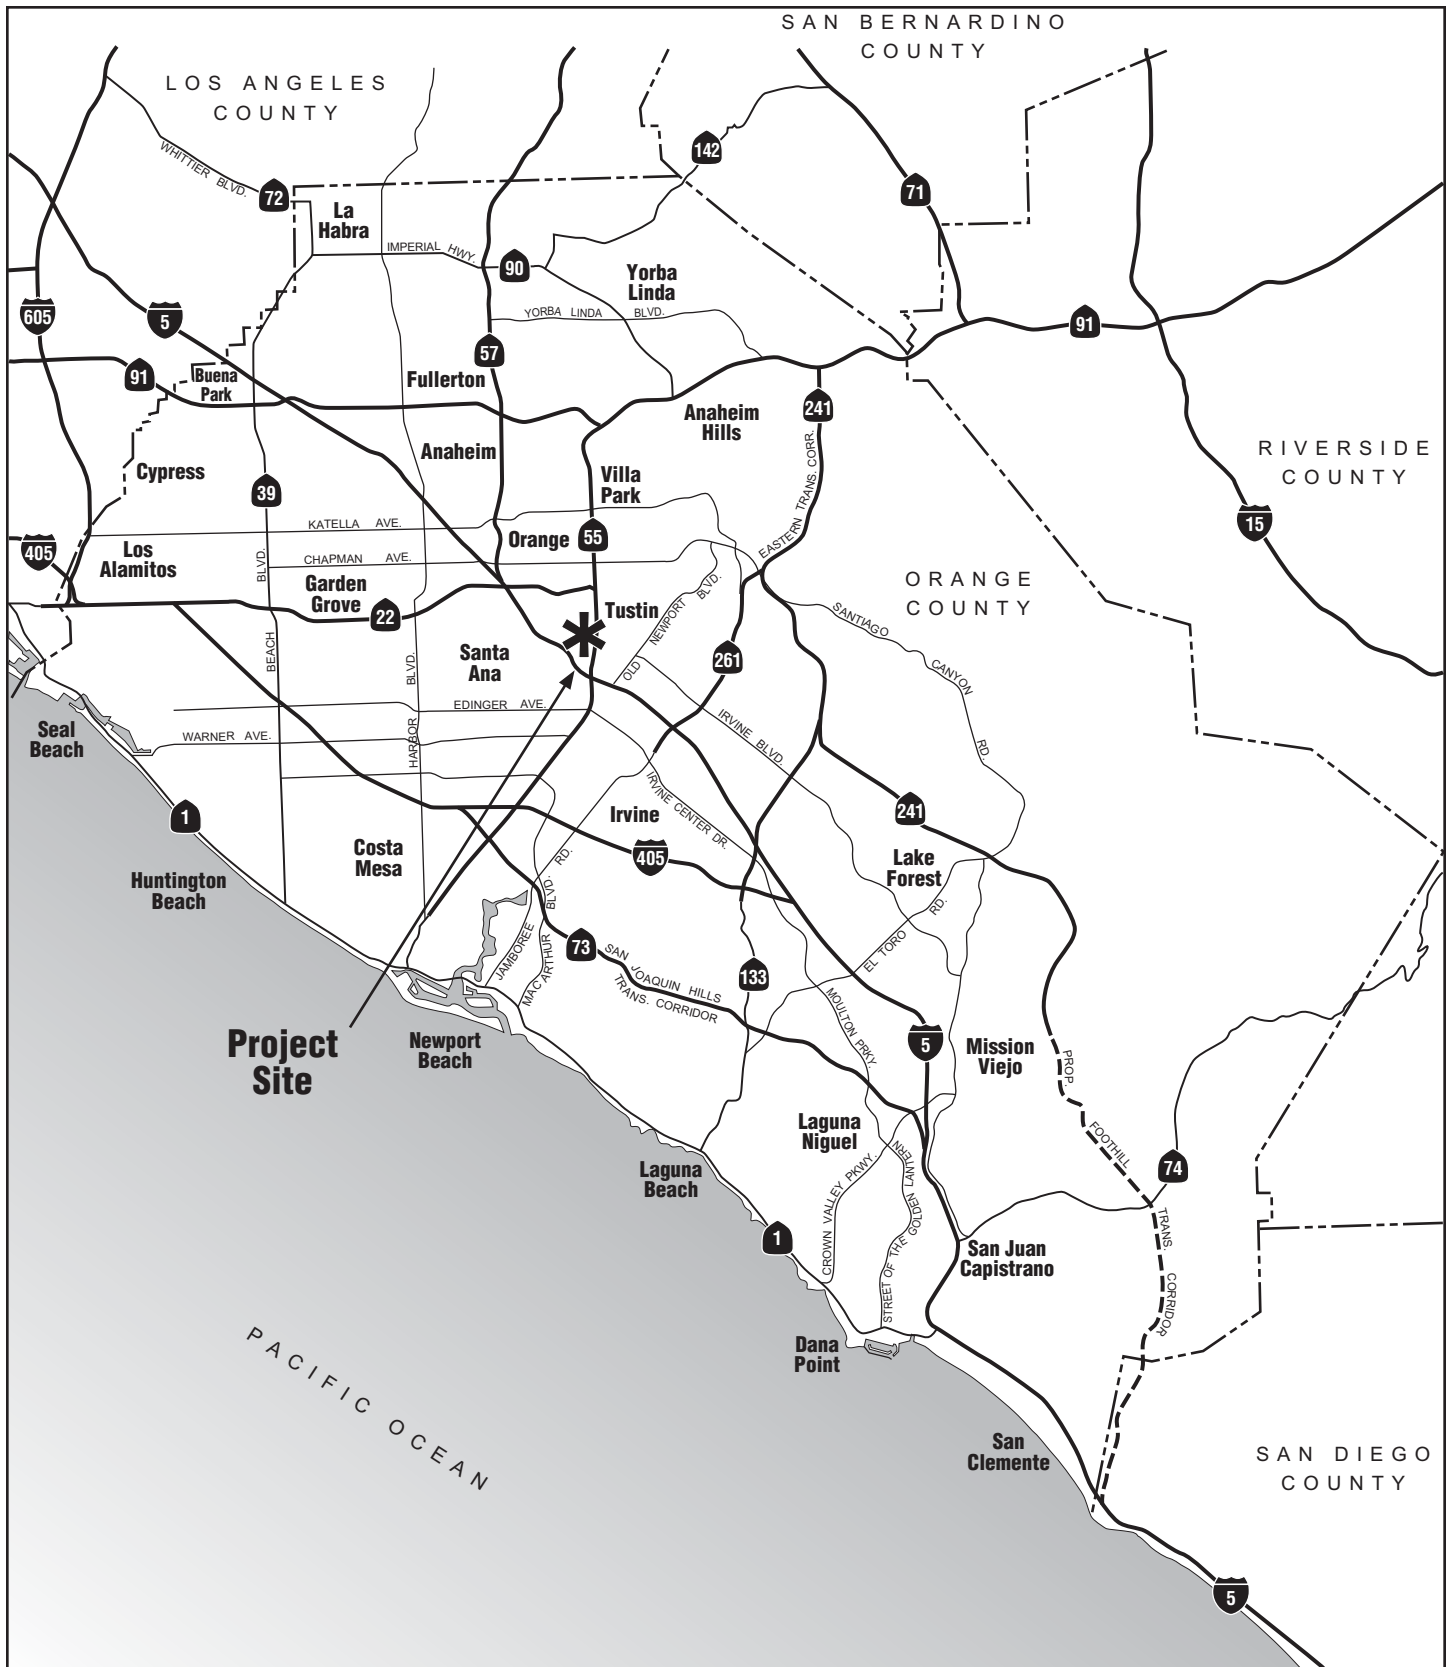 SAN BERNARDINO
COUNTY
LOS ANGELES
COUNTY
142
WHITTIER BLVD.
72
71
La
Habra
IMPERIAL HWY.
90
Yorba
Linda
605
5
YORBA LINDA BLVD.
91
57
91
Buena
Park
Fullerton
241
Anaheim
Hills
EASTERN TRANS. CORR.
RIVERSIDE
COUNTY
Anaheim
Cypress
Villa
Park
39
15
KATELLA AVE.
55
Orange
405
Los
Alamitos
BLVD.
CHAPMAN AVE.
ORANGE
COUNTY
Garden
Grove
22
Tustin
OLD NEWPORT BLVD.
SANTIAGO CANYON RD.
BEACH
HARBOR BLVD.
Santa
Ana
261
EDINGER AVE.
IRVINE BLVD.
Seal
Beach
WARNER AVE.
IRVINE CENTER DR.
1
Irvine
241
Costa
Mesa
405
Lake
Forest
Huntington
Beach
JAMBOREE RD.
MAC ARTHUR BLVD.
EL TORO RD.
73
SAN JOAQUIN HILLS
TRANS. CORRIDOR
133
MOULTON PRKY.
Project
Site
Newport
Beach
5
Mission
Viejo
PROP. FOOTHILL TRANS. CORRIDOR
Laguna
Niguel
74
Laguna
Beach
CROWN VALLEY PKWY.
STREET OF THE GOLDEN LANTERN
1
San Juan
Capistrano
Dana
Point
PACIFIC OCEAN
San
Clemente
SAN DIEGO
COUNTY
5